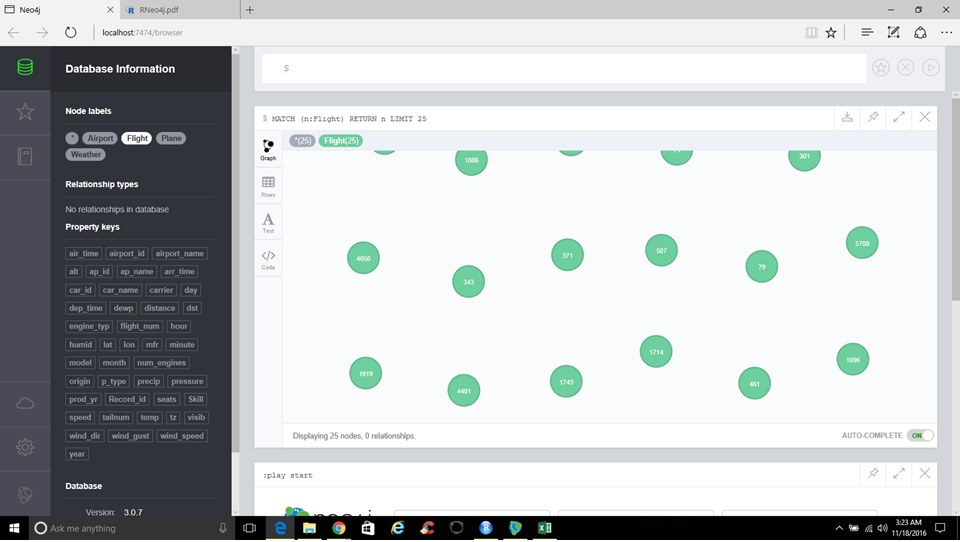 Neo4j
RNeo4j.pdf
localhost:7474/browser
Database Information
Node labels
* Airport Flight Plane
Weather
Relationship types
No relationships in database
Property keys
air_time airport_id airport_name
alt ap_id ap_name arr_time
car_id car_name carrier day
dep_time dewp distance dst
engine_typ flight_num hour
humid lat lon mfr minute
model month num_engines
origin p_type precip pressure
prod_yr Record_id seats Skill
speed tailnum temp tz visib
wind_dir wind_gust wind_speed
year
Database
Version: 3.0.7
$
$ MATCH (n:Flight) RETURN n LIMIT 25
*(25) Flight(25)
Graph
Rows
Text
Code
1086
301
4650
343
371
507
79
5708
1919
4401
1743
1714
461
1696
Displaying 25 nodes, 0 relationships.
AUTO-COMPLETE ON
:play start
neo4j
Ask me anything
3:23 AM
11/18/2016